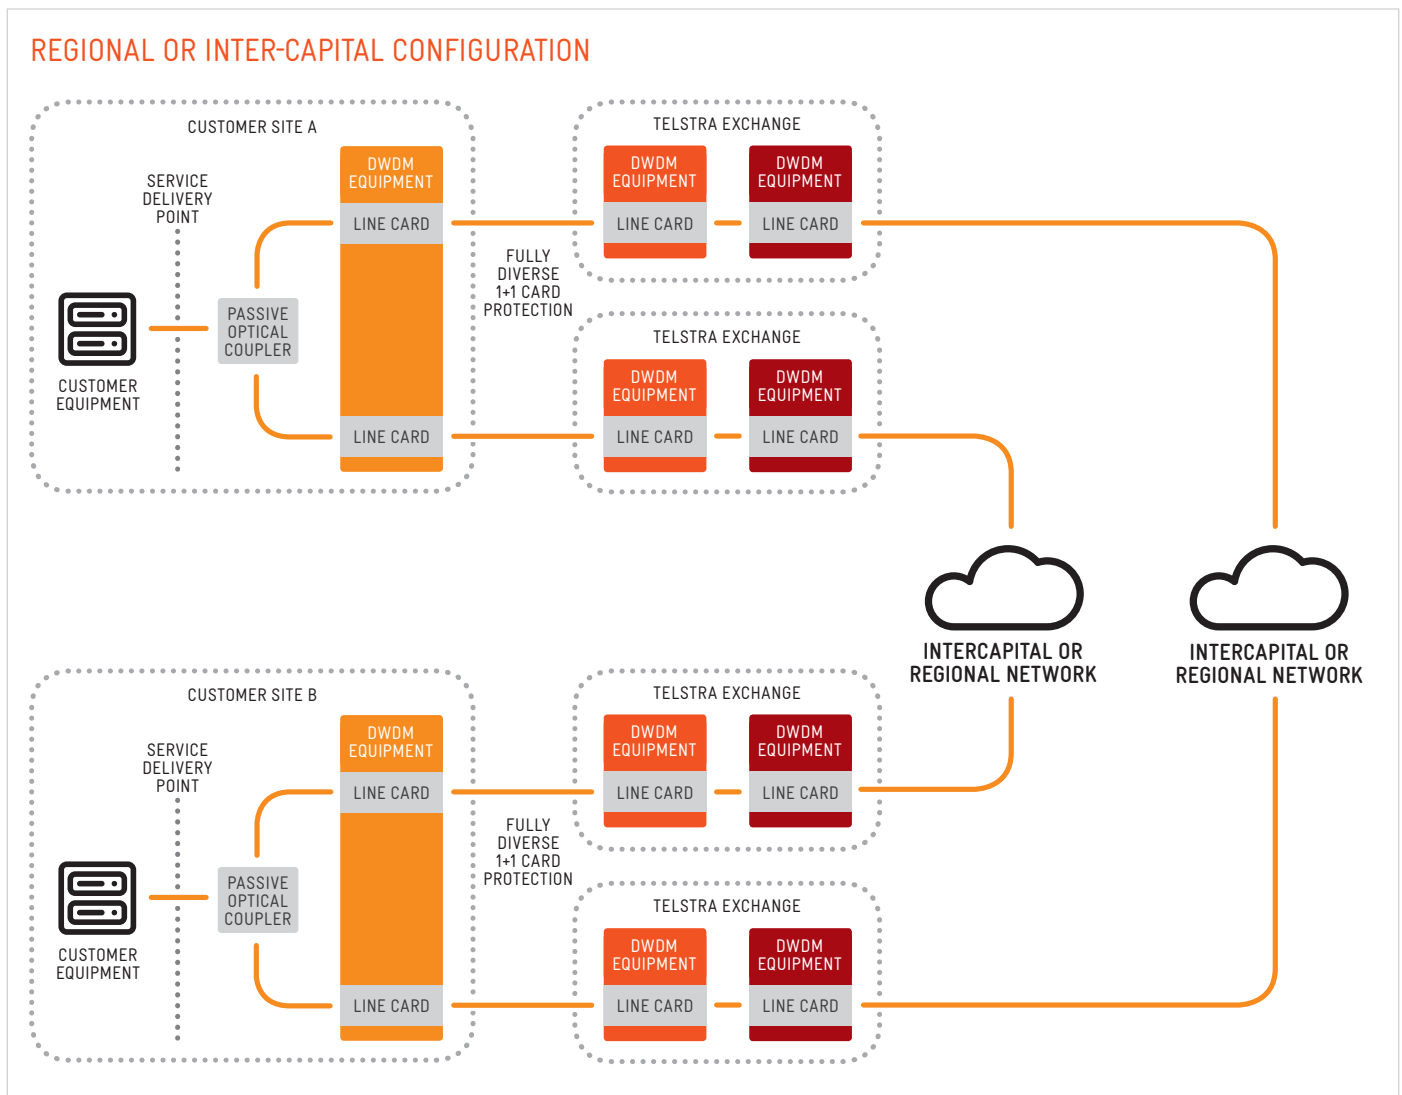 REGIONAL OR INTER-CAPITAL CONFIGURATION
CUSTOMER SITE A
SERVICE
DELIVERY
POINT
CUSTOMER
EQUIPMENT
PASSIVE
OPTICAL
COUPLER
DWDM
EQUIPMENT
LINE CARD
LINE CARD
FULLY
DIVERSE
1+1 CARD
PROTECTION
TELSTRA EXCHANGE
DWDM
EQUIPMENT
LINE CARD
DWDM
EQUIPMENT
LINE CARD
TELSTRA EXCHANGE
DWDM
EQUIPMENT
LINE CARD
DWDM
EQUIPMENT
LINE CARD
INTERCAPITAL OR
REGIONAL NETWORK
INTERCAPITAL OR
REGIONAL NETWORK
CUSTOMER SITE B
SERVICE
DELIVERY
POINT
CUSTOMER
EQUIPMENT
PASSIVE
OPTICAL
COUPLER
DWDM
EQUIPMENT
LINE CARD
LINE CARD
FULLY
DIVERSE
1+1 CARD
PROTECTION
TELSTRA EXCHANGE
DWDM
EQUIPMENT
LINE CARD
DWDM
EQUIPMENT
LINE CARD
TELSTRA EXCHANGE
DWDM
EQUIPMENT
LINE CARD
DWDM
EQUIPMENT
LINE CARD